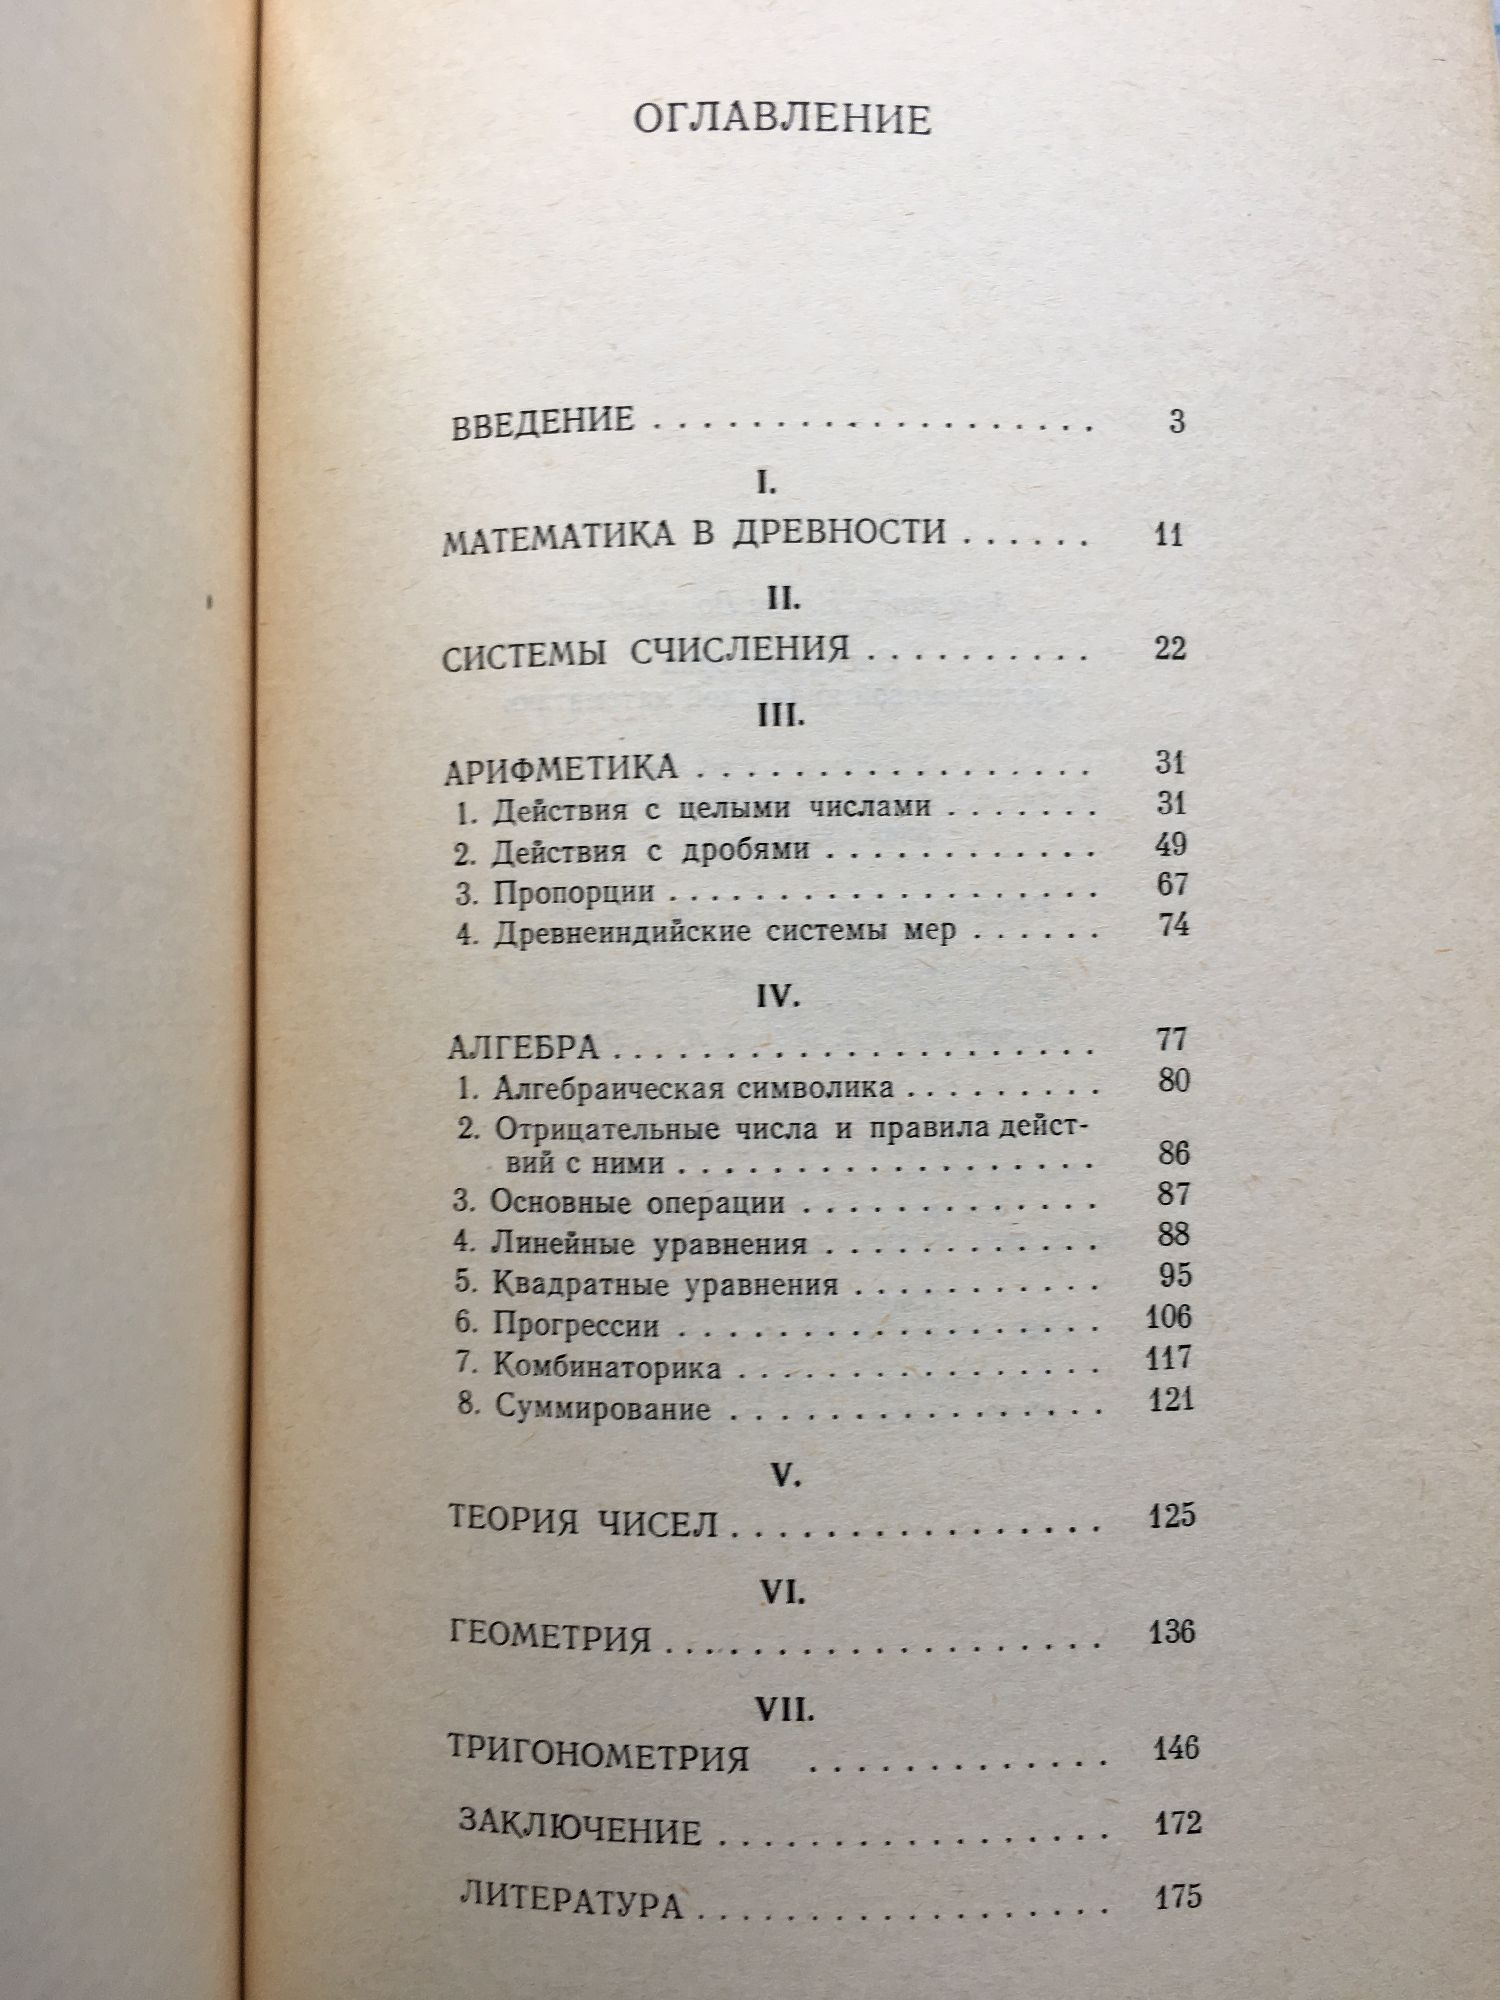 ОГЛАВЛЕНИЕ
ВВЕДЕНИЕ . . . . . . . . . . . . . . . . . . . 3
I.
МАТЕМАТИКА В ДРЕВНОСТИ . . . . . . 11
II.
СИСТЕМЫ СЧИСЛЕНИЯ . . . . . . . . . . 22
III.
АРИФМЕТИКА . . . . . . . . . . . . . . . . . 31
1. Действия с целыми числами . . . . . . . 31
2. Действия с дробями . . . . . . . . . . . . 49
3. Пропорции . . . . . . . . . . . . . . . . . . . 67
4. Древнеиндийские системы мер . . . . . . 74
IV.
АЛГЕБРА . . . . . . . . . . . . . . . . . . . . . 77
1. Алгебраическая символика . . . . . . . . . 80
2. Отрицательные числа и правила дейст-
вий с ними . . . . . . . . . . . . . . . . . . 86
3. Основные операции . . . . . . . . . . . . . 87
4. Линейные уравнения . . . . . . . . . . . . 88
5. Квадратные уравнения . . . . . . . . . . . 95
6. Прогрессии . . . . . . . . . . . . . . . . . . 106
7. Комбинаторика . . . . . . . . . . . . . . . . 117
8. Суммирование . . . . . . . . . . . . . . . . 121
V.
ТЕОРИЯ ЧИСЕЛ . . . . . . . . . . . . . . . . 125
VI.
ГЕОМЕТРИЯ . . . . . . . . . . . . . . . . . . . 136
VII.
ТРИГОНОМЕТРИЯ . . . . . . . . . . . . . 146
ЗАКЛЮЧЕНИЕ . . . . . . . . . . . . . . . . . 172
ЛИТЕРАТУРА . . . . . . . . . . . . . . . . . . 175